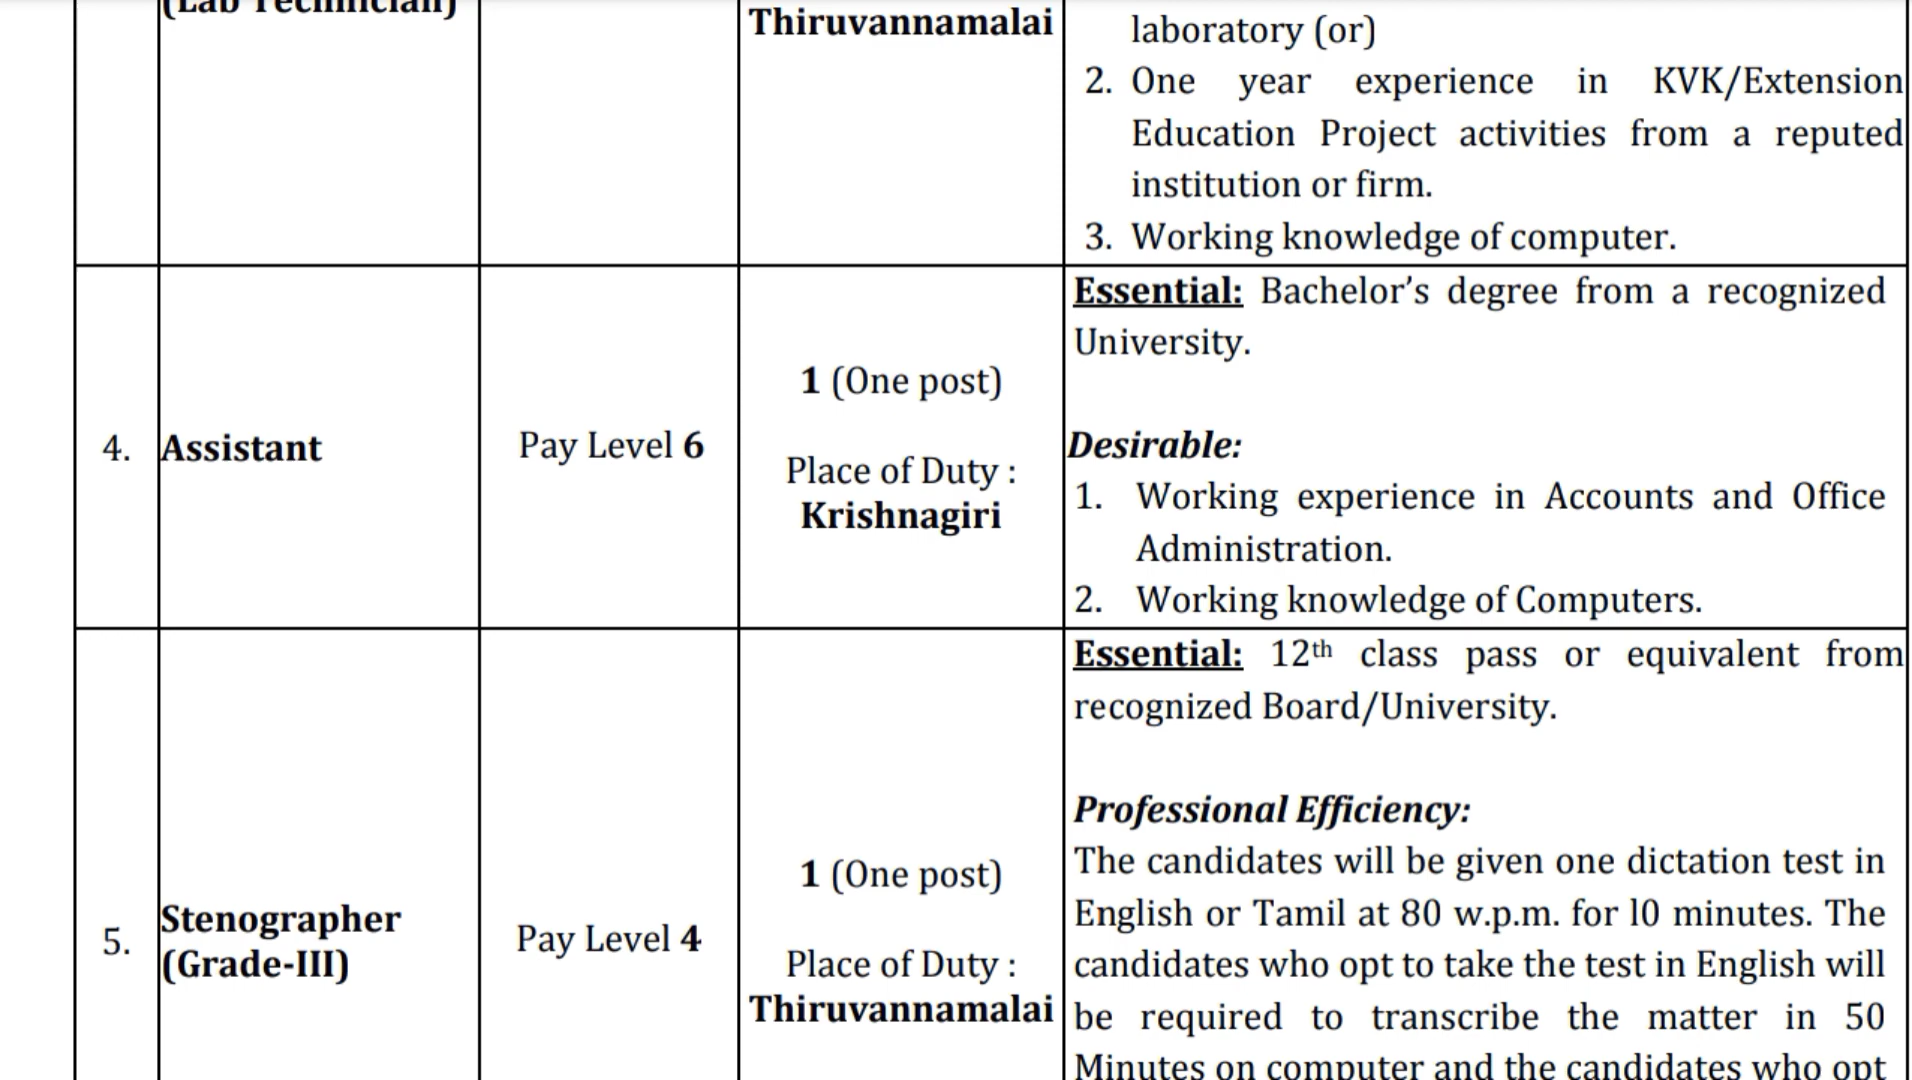 (Lab Technician)
Thiruvannamalai
laboratory (or)
2. One year experience in KVK/Extension
Education Project activities from a reputed
institution or firm.
3. Working knowledge of computer.
4.
Assistant
Pay Level 6
1 (One post)
Place of Duty :
Krishnagiri
Essential: Bachelor’s degree from a recognized
University.
Desirable:
1. Working experience in Accounts and Office
Administration.
2. Working knowledge of Computers.
5.
Stenographer
(Grade-III)
Pay Level 4
1 (One post)
Place of Duty :
Thiruvannamalai
Essential: 12th class pass or equivalent from
recognized Board/University.
Professional Efficiency:
The candidates will be given one dictation test in
English or Tamil at 80 w.p.m. for l0 minutes. The
candidates who opt to take the test in English will
be required to transcribe the matter in 50
Minutes on computer and the candidates who opt